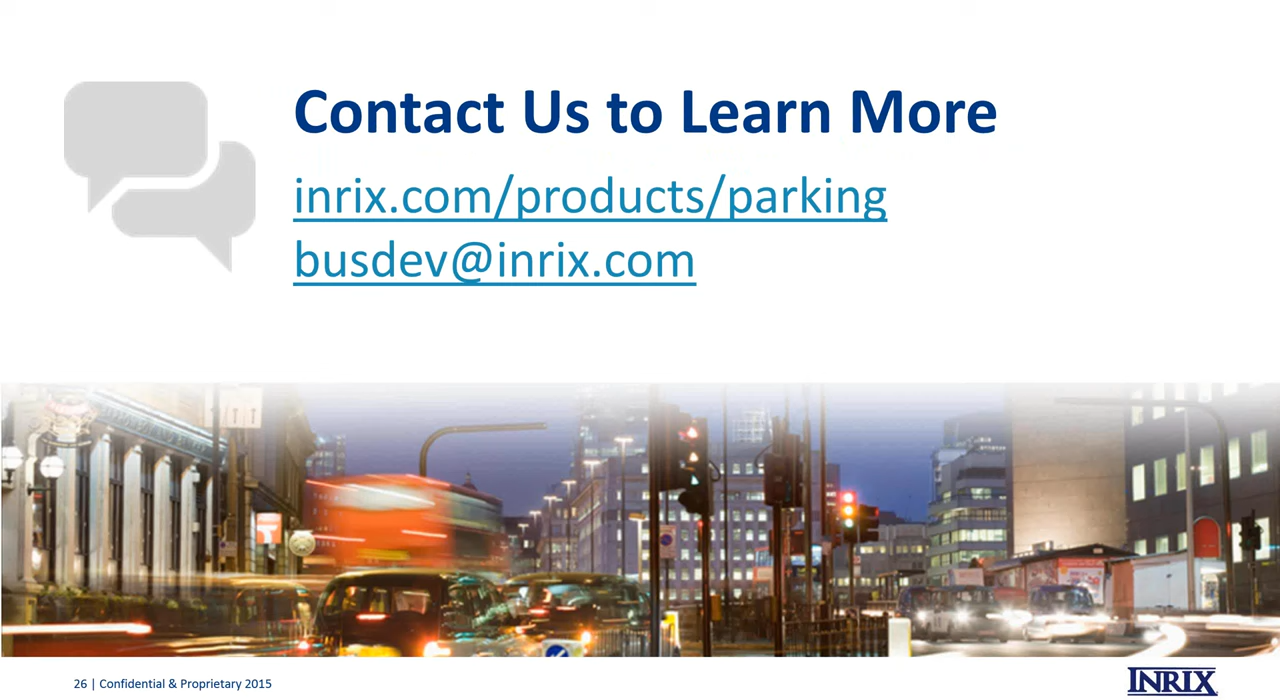 Contact Us to Learn More
inrix.com/products/parking
busdev@inrix.com
26 | Confidential & Proprietary 2015
INRIX